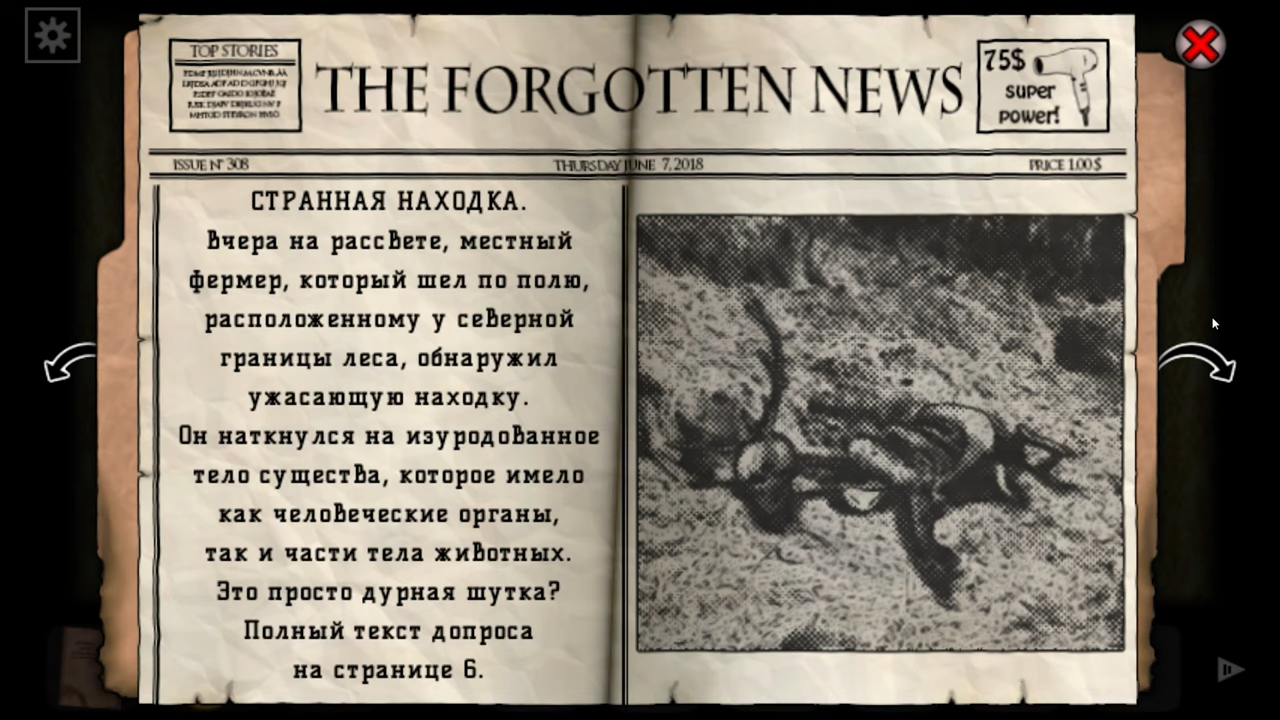 TOP STORIES
THE FORGOTTEN NEWS
75$
super
power!
ISSUE N° 308
THURSDAY JUNE 7, 2018
PRICE 1.00 $
СТРАННАЯ НАХОДКА.
Вчера на рассвете, местный
фермер, который шел по полю,
расположенному у северной
границы леса, обнаружил
ужасающую находку.
Он наткнулся на изуродованное
тело существа, которое имело
как человеческие органы,
так и части тела животных.
Это просто дурная шутка?
Полный текст допроса
на странице 6.